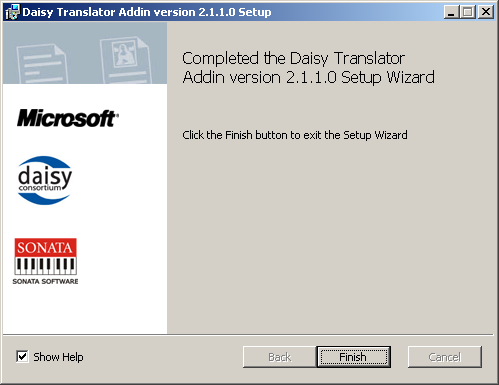 Daisy Translator Addin version 2.1.1.0 Setup
Completed the Daisy Translator
Addin version 2.1.1.0 Setup Wizard
Click the Finish button to exit the Setup Wizard
Microsoft®
daisy
consortium
SONATA
SONATA SOFTWARE
Show Help
Back
Finish
Cancel